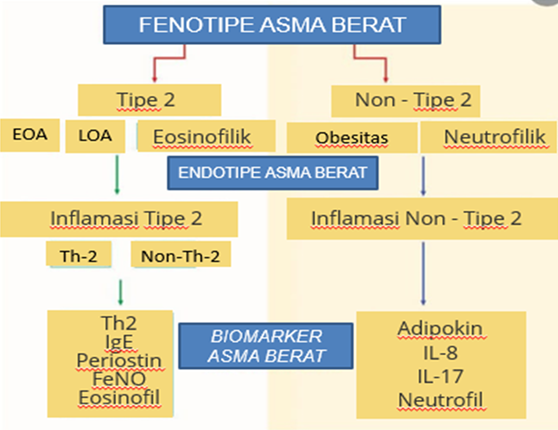 FENOTIPE ASMA BERAT
Tipe 2
Non - Tipe 2
EOA
LOA
Eosinofilik
Obesitas
Neutrofilik
ENDOTIPE ASMA BERAT
Inflamasi Tipe 2
Inflamasi Non - Tipe 2
Th-2
Non-Th-2
Th2
IgE
Periostin
FeNO
Eosinofil
BIOMARKER
ASMA BERAT
Adipokin
IL-8
IL-17
Neutrofil